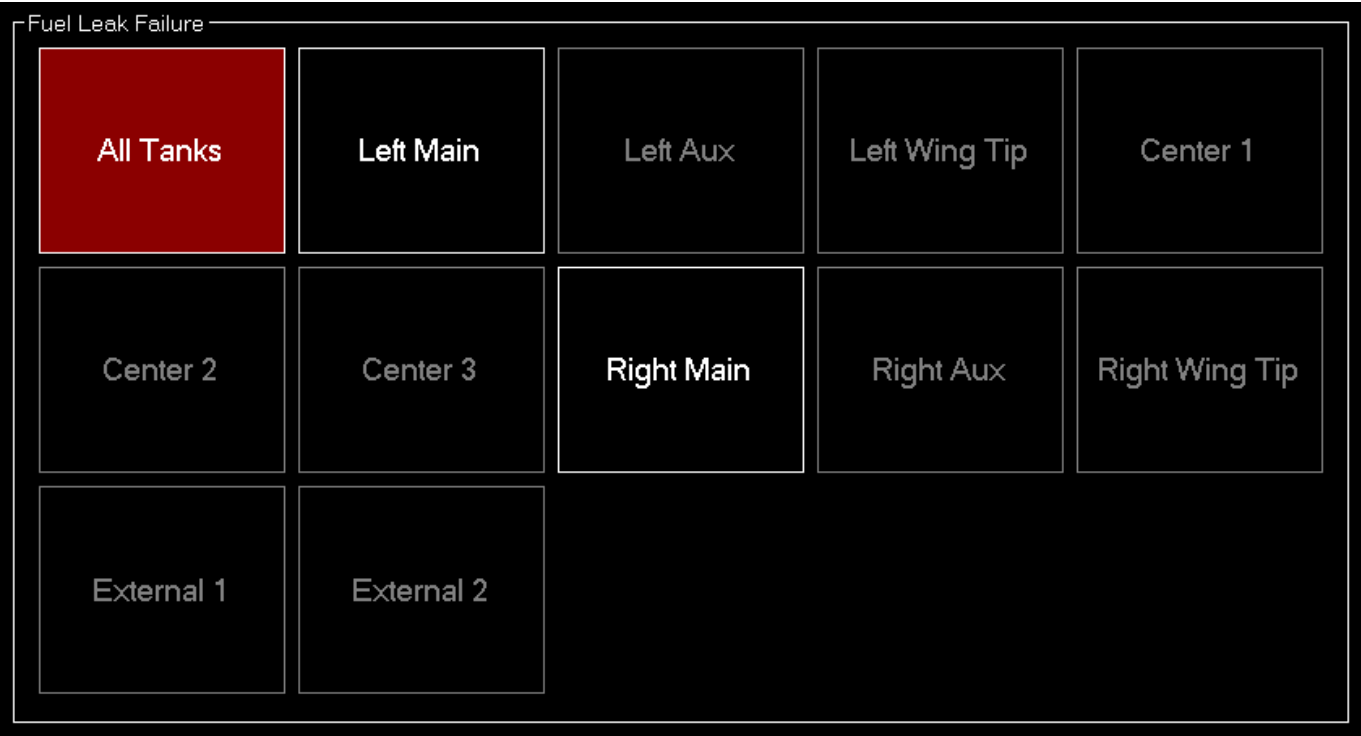 Fuel Leak Failure
All Tanks
Left Main
Left Aux
Left Wing Tip
Center 1
Center 2
Center 3
Right Main
Right Aux
Right Wing Tip
External 1
External 2